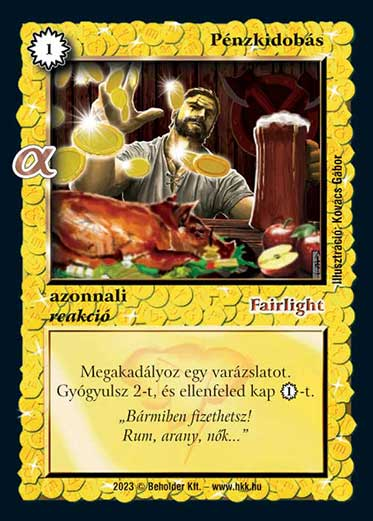 1
Pénzkidobás
α
Illusztráció: Kovács Gábor
azonnali
reakció
Fairlight
Megakadályoz egy varázslatot.
Gyógyulsz 2-t, és ellenfeled kap 1-t.
„Bármiben fizethetsz!
Rum, arany, nők...”
2023 © Beholder Kft. – www.hkk.hu